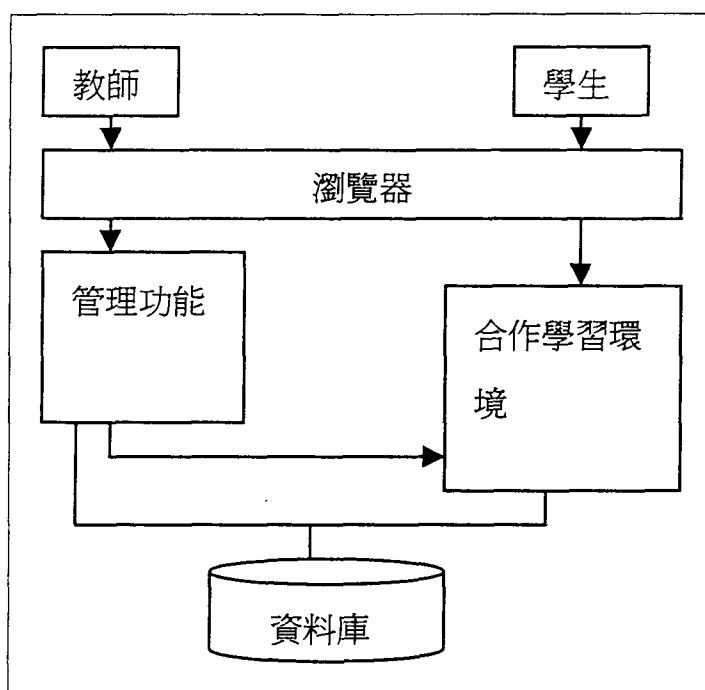 教師
學生
瀏覽器
管理功能
合作學習環
境
資料庫